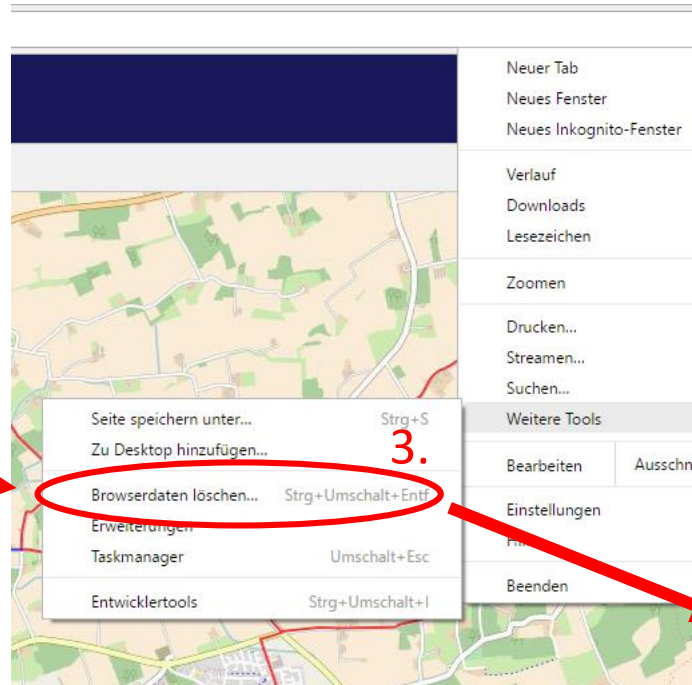 Neuer Tab
Neues Fenster
Neues Inkognito-Fenster
Verlauf
Downloads
Lesezeichen
Zoomen
Drucken...
Streamen...
Suchen...
Weitere Tools
Bearbeiten Ausschn
Einstellungen
Beenden
Seite speichern unter... Strg+S
Zu Desktop hinzufügen...
3.
Browserdaten löschen... Strg+Umschalt+Entf
Erweiterungen
Taskmanager Umschalt+Esc
Entwicklertools Strg+Umschalt+I